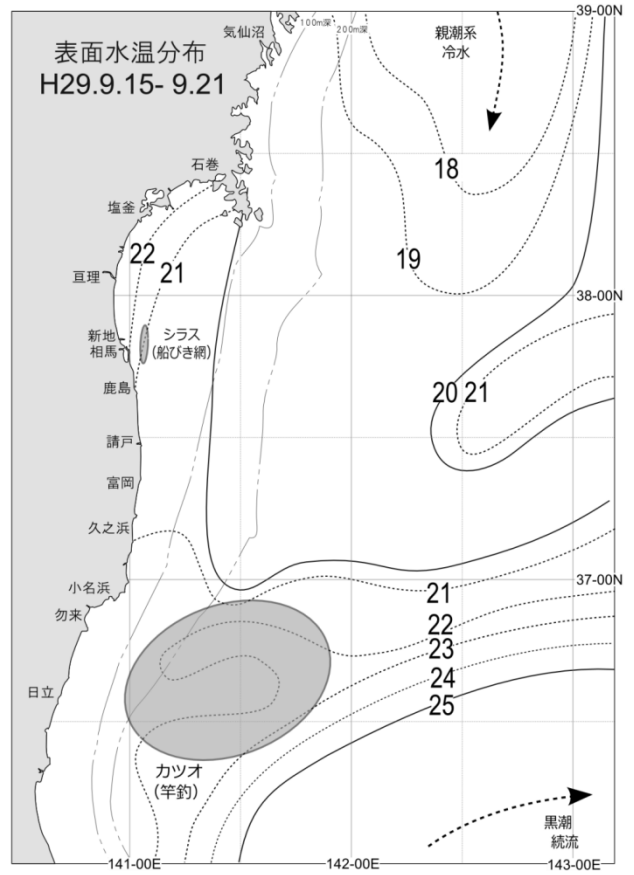 39-00N
気仙沼
100m深
200m深
親潮系
冷水
表面水温分布
H29.9.15- 9.21
石巻
18
塩釜
22
21
19
亘理
38-00N
新地
相馬
シラス
(船びき網)
鹿島
20
21
請戸
富岡
久之浜
37-00N
小名浜
21
勿来
22
23
24
日立
25
カツオ
(竿釣)
黒潮
続流
141-00E
142-00E
143-00E